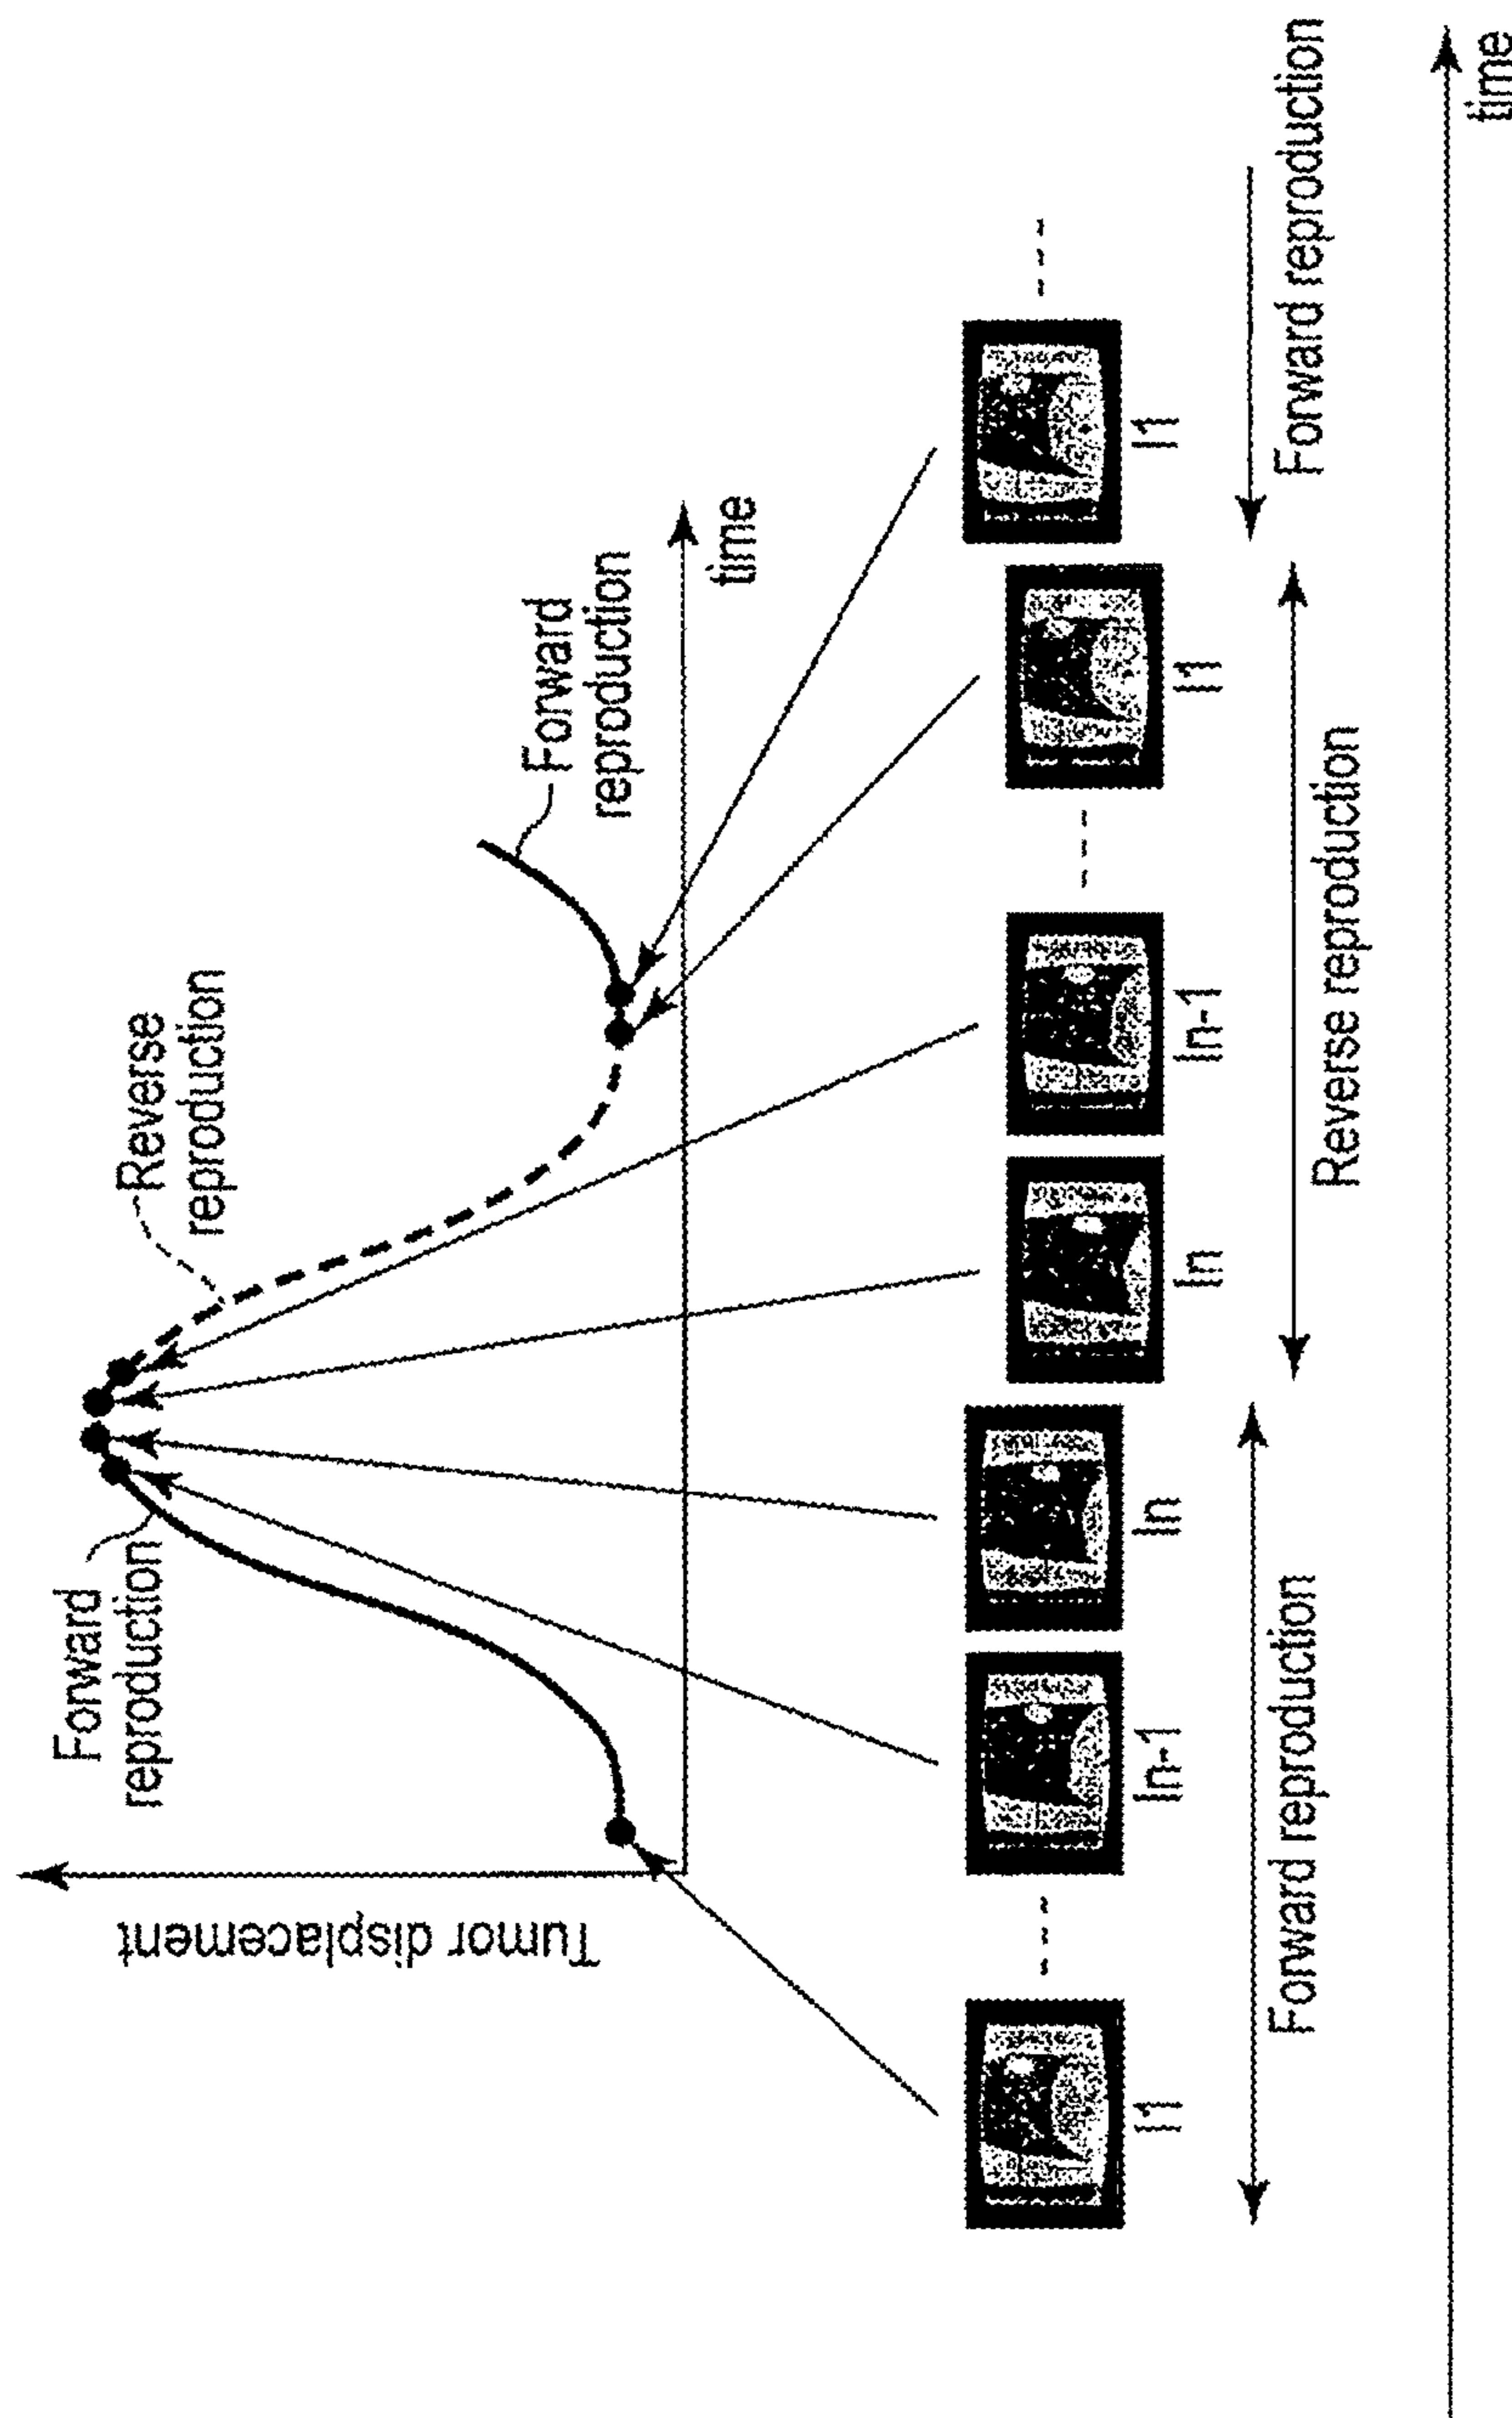 Forward
reproduction
Reverse
reproduction
Forward
reproduction
Tumor displacement
time
I1
In-1
In
In
In-1
I1
I1
Forward reproduction
Reverse reproduction
Forward reproduction
time